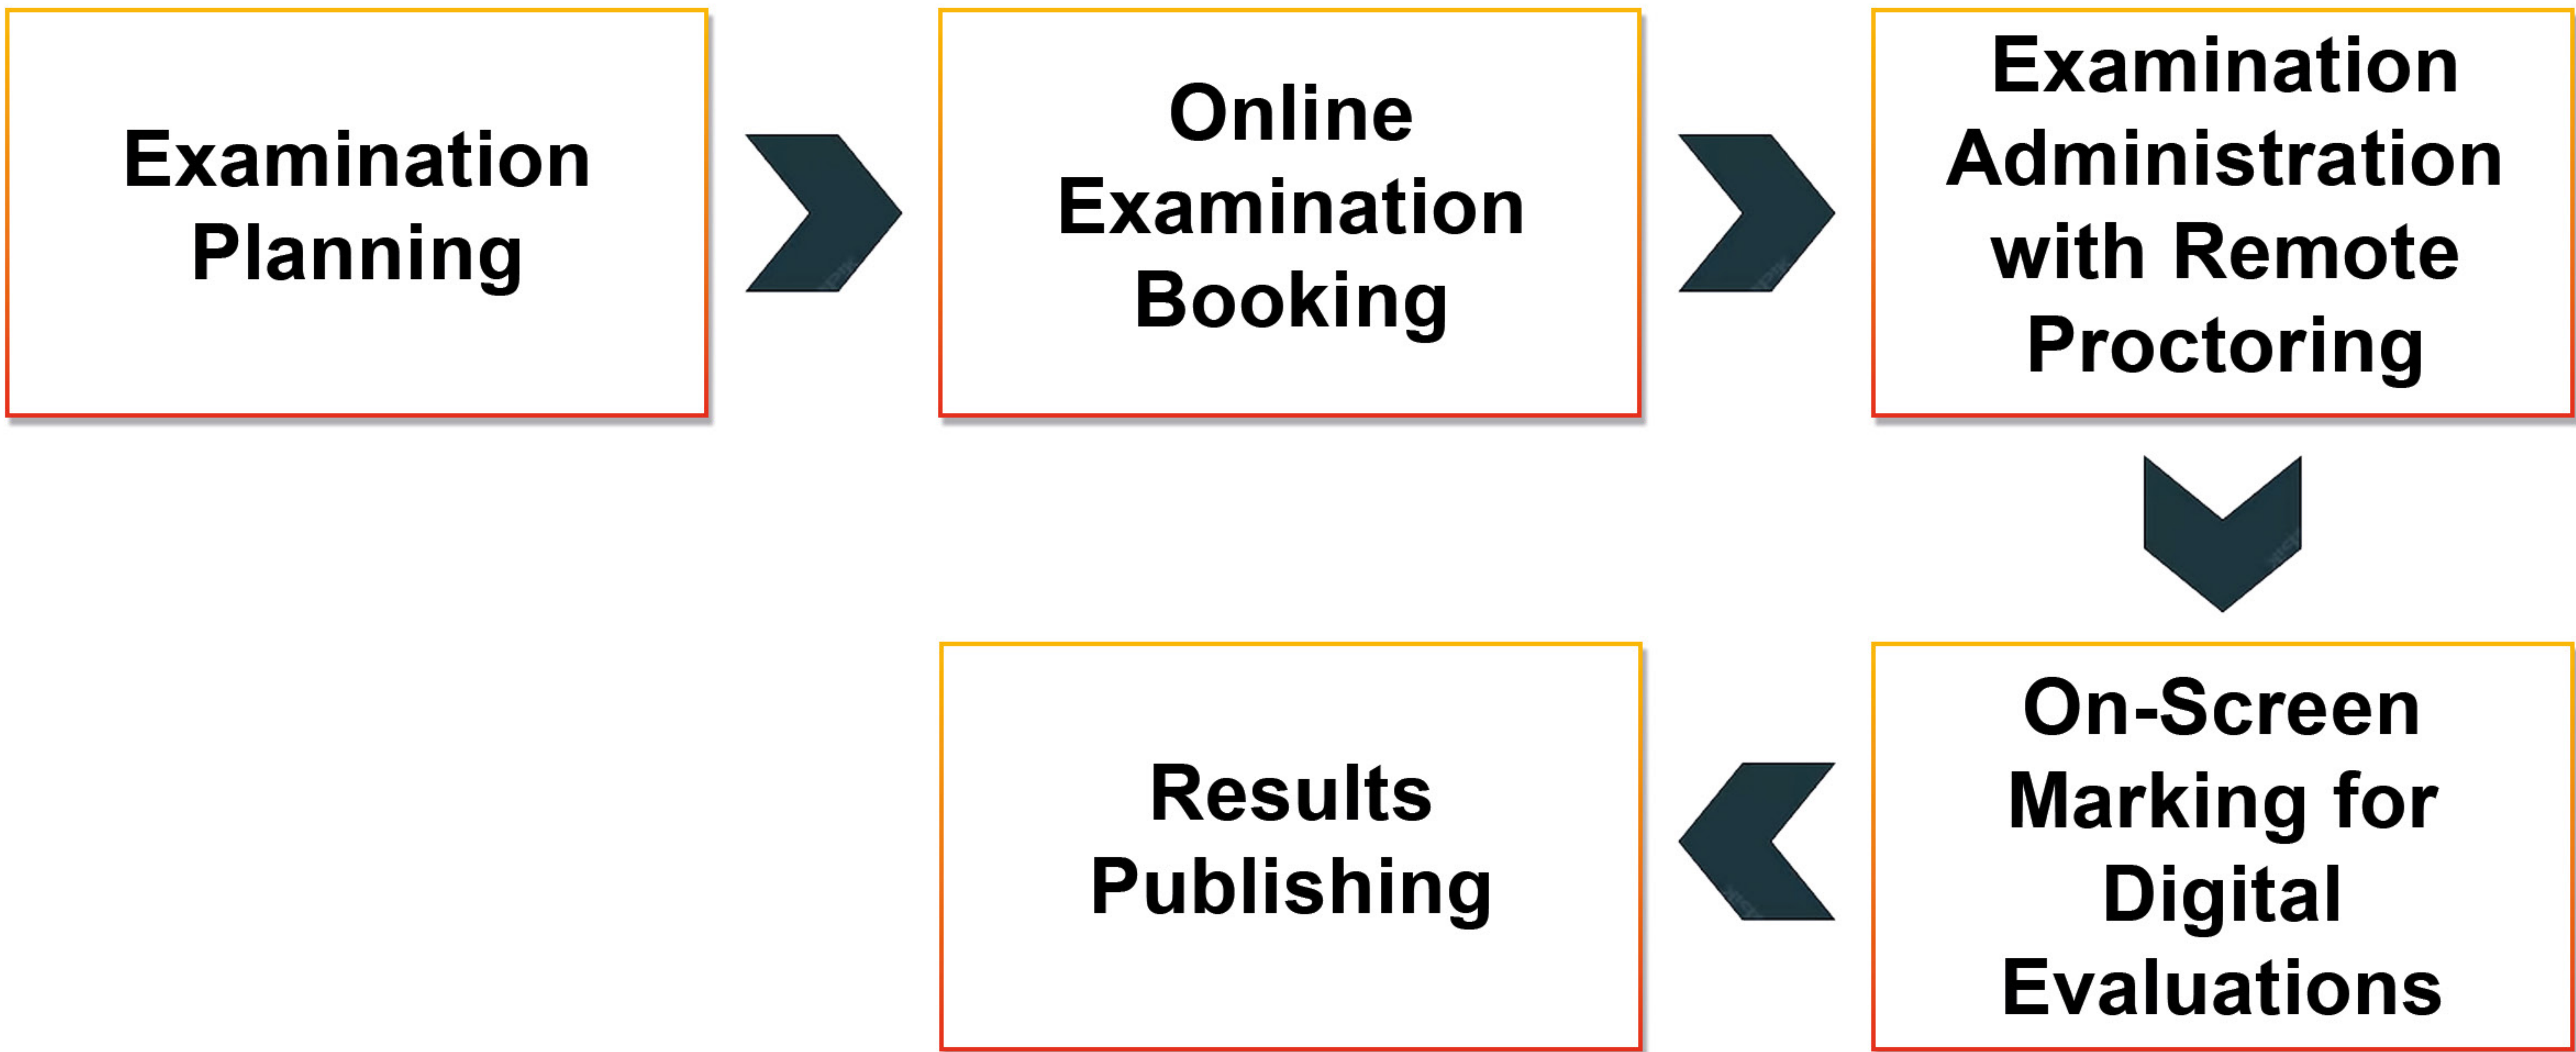 Examination
Planning
Online
Examination
Booking
Examination
Administration
with Remote
Proctoring
On-Screen
Marking for
Digital
Evaluations
Results
Publishing